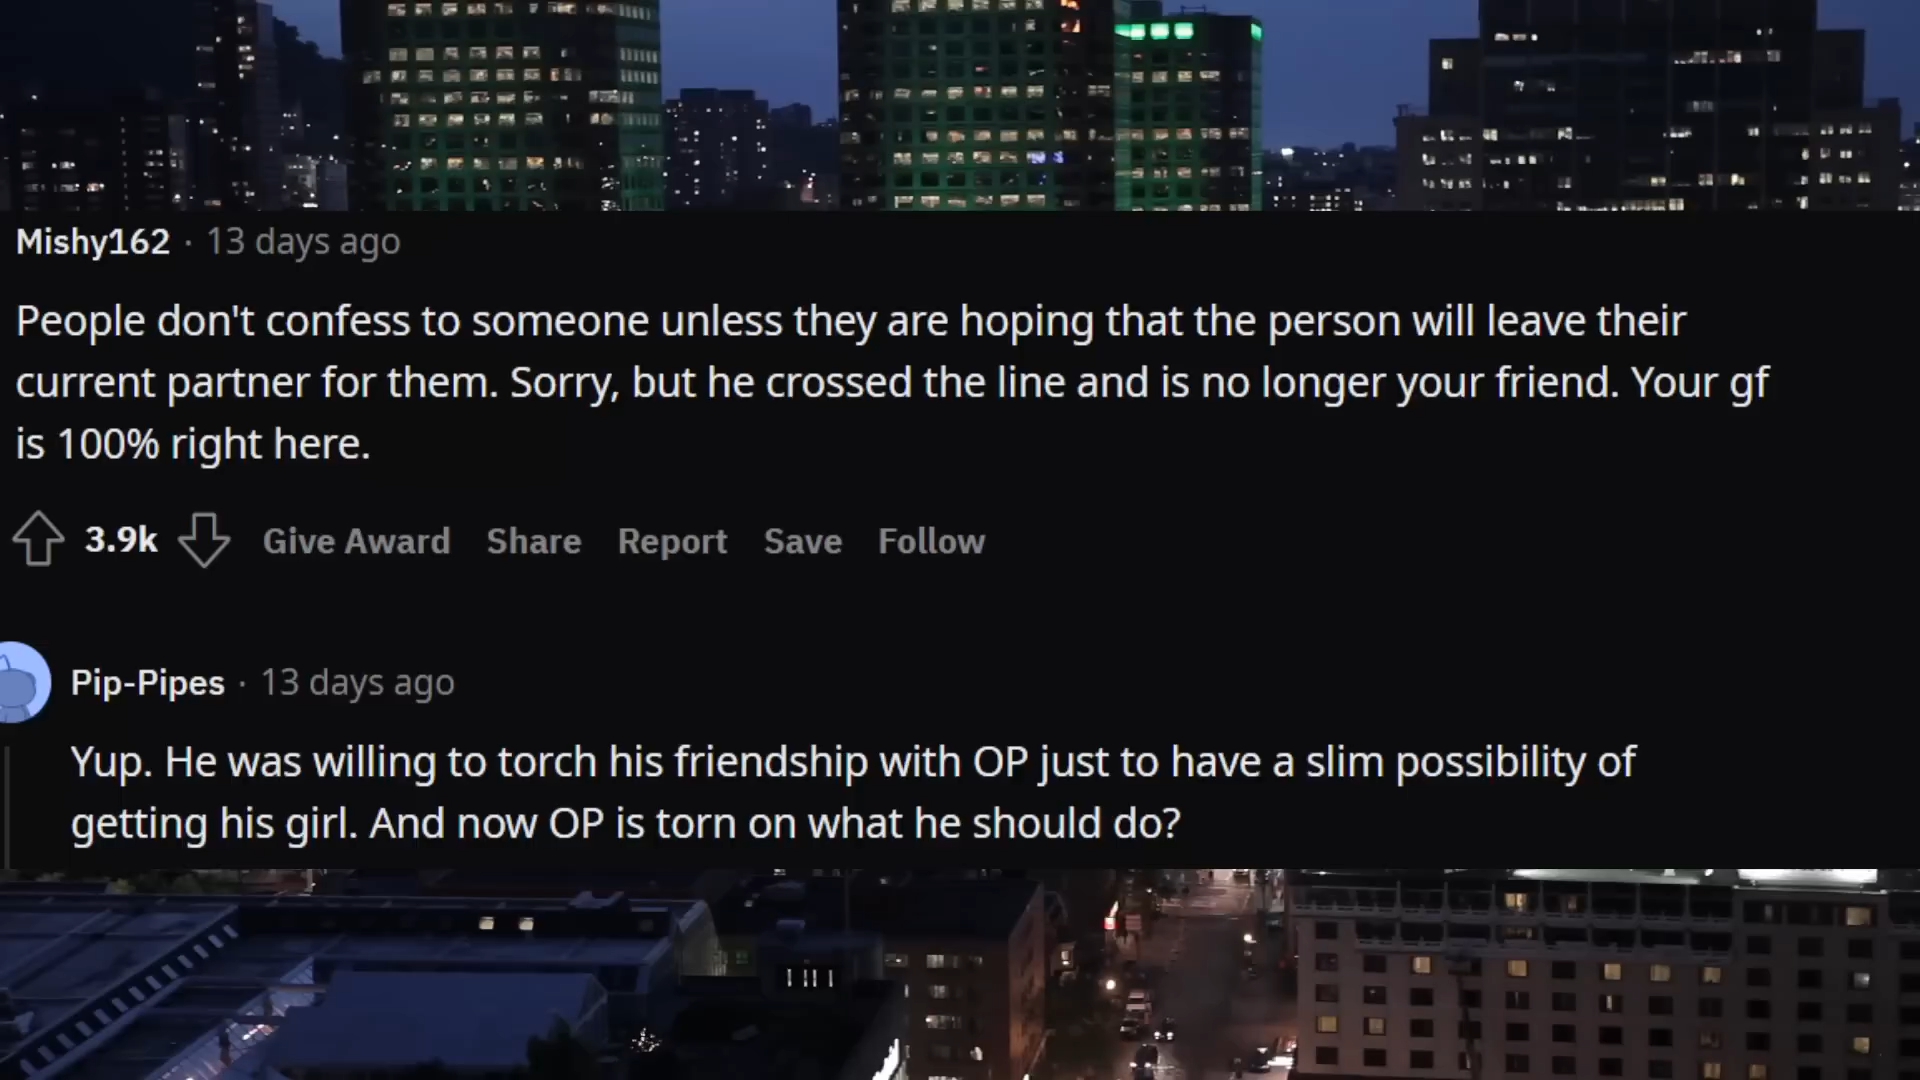 Mishy162 · 13 days ago
People don't confess to someone unless they are hoping that the person will leave their
current partner for them. Sorry, but he crossed the line and is no longer your friend. Your gf
is 100% right here.
3.9k Give Award Share Report Save Follow
Pip-Pipes · 13 days ago
Yup. He was willing to torch his friendship with OP just to have a slim possibility of
getting his girl. And now OP is torn on what he should do?